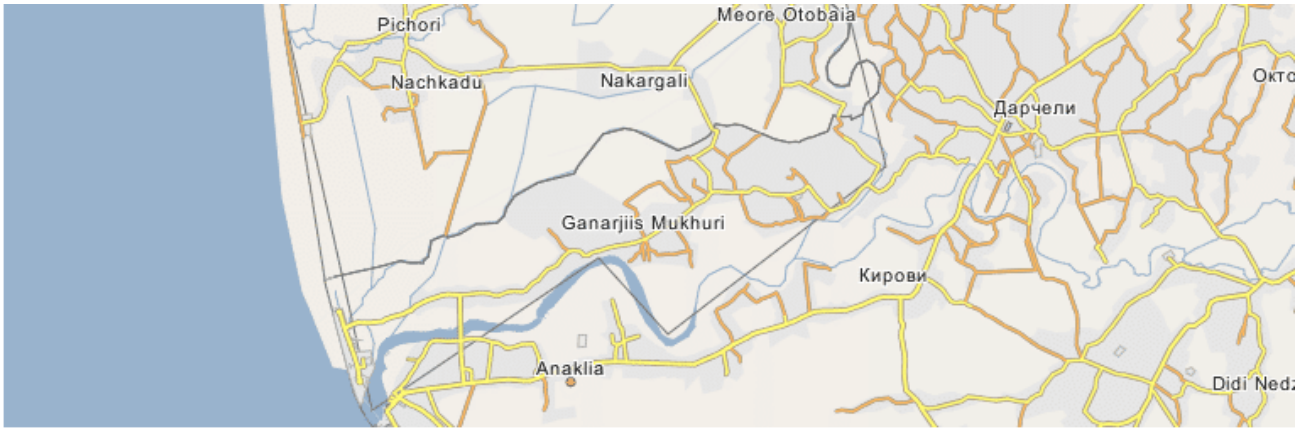 Meore Otobaia
Pichori
Nachkadu
Nakargali
Окто
Дарчели
Ganarjiis Mukhuri
Кирови
Anaklia
Didi Nedz